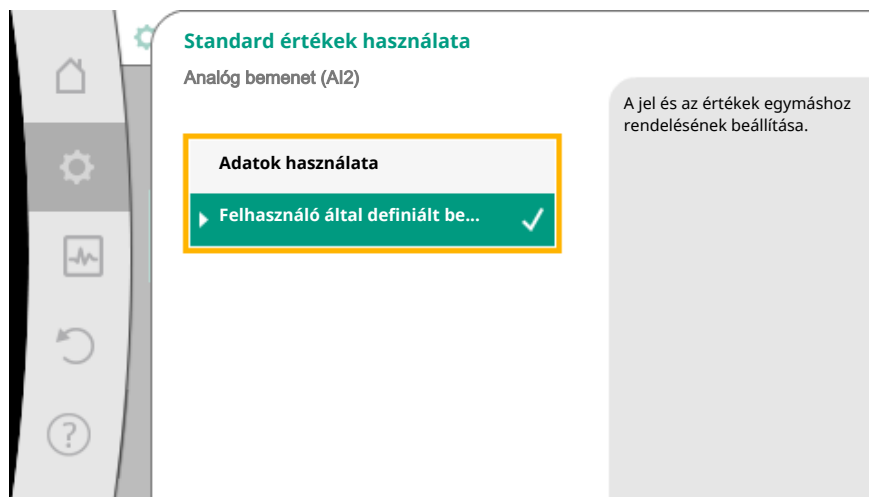 Standard értékek használata
Analóg bemenet (AI2)
A jel és az értékek egymáshoz
rendelésének beállítása.
Adatok használata
Felhasználó által definiált be...
?